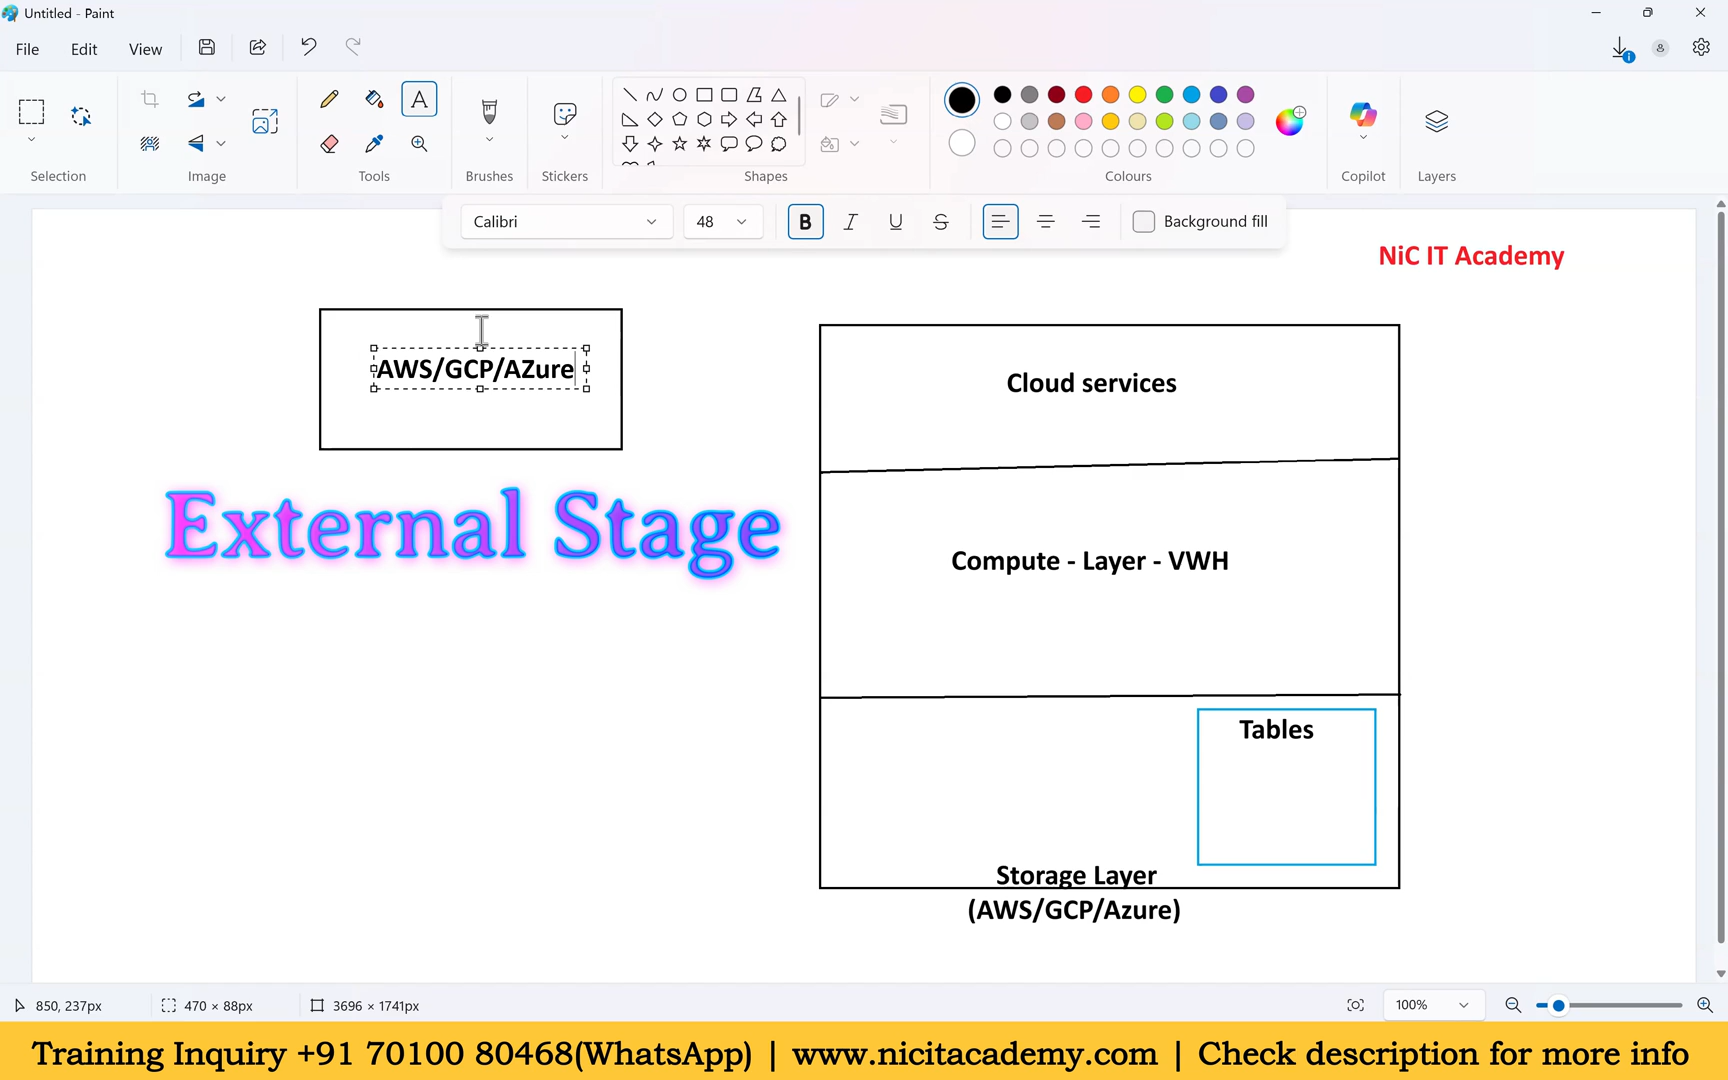 Untitled - Paint
File Edit View
Selection Image Tools Brushes Stickers Shapes Colours Copilot Layers
Calibri 48 B I U S Background fill
NiC IT Academy
AWS/GCP/AZure
Cloud services
External Stage
Compute - Layer - VWH
Tables
Storage Layer
(AWS/GCP/Azure)
850, 237px 470 × 88px 3696 × 1741px 100%
Training Inquiry +91 70100 80468(WhatsApp) | www.nicitacademy.com | Check description for more info